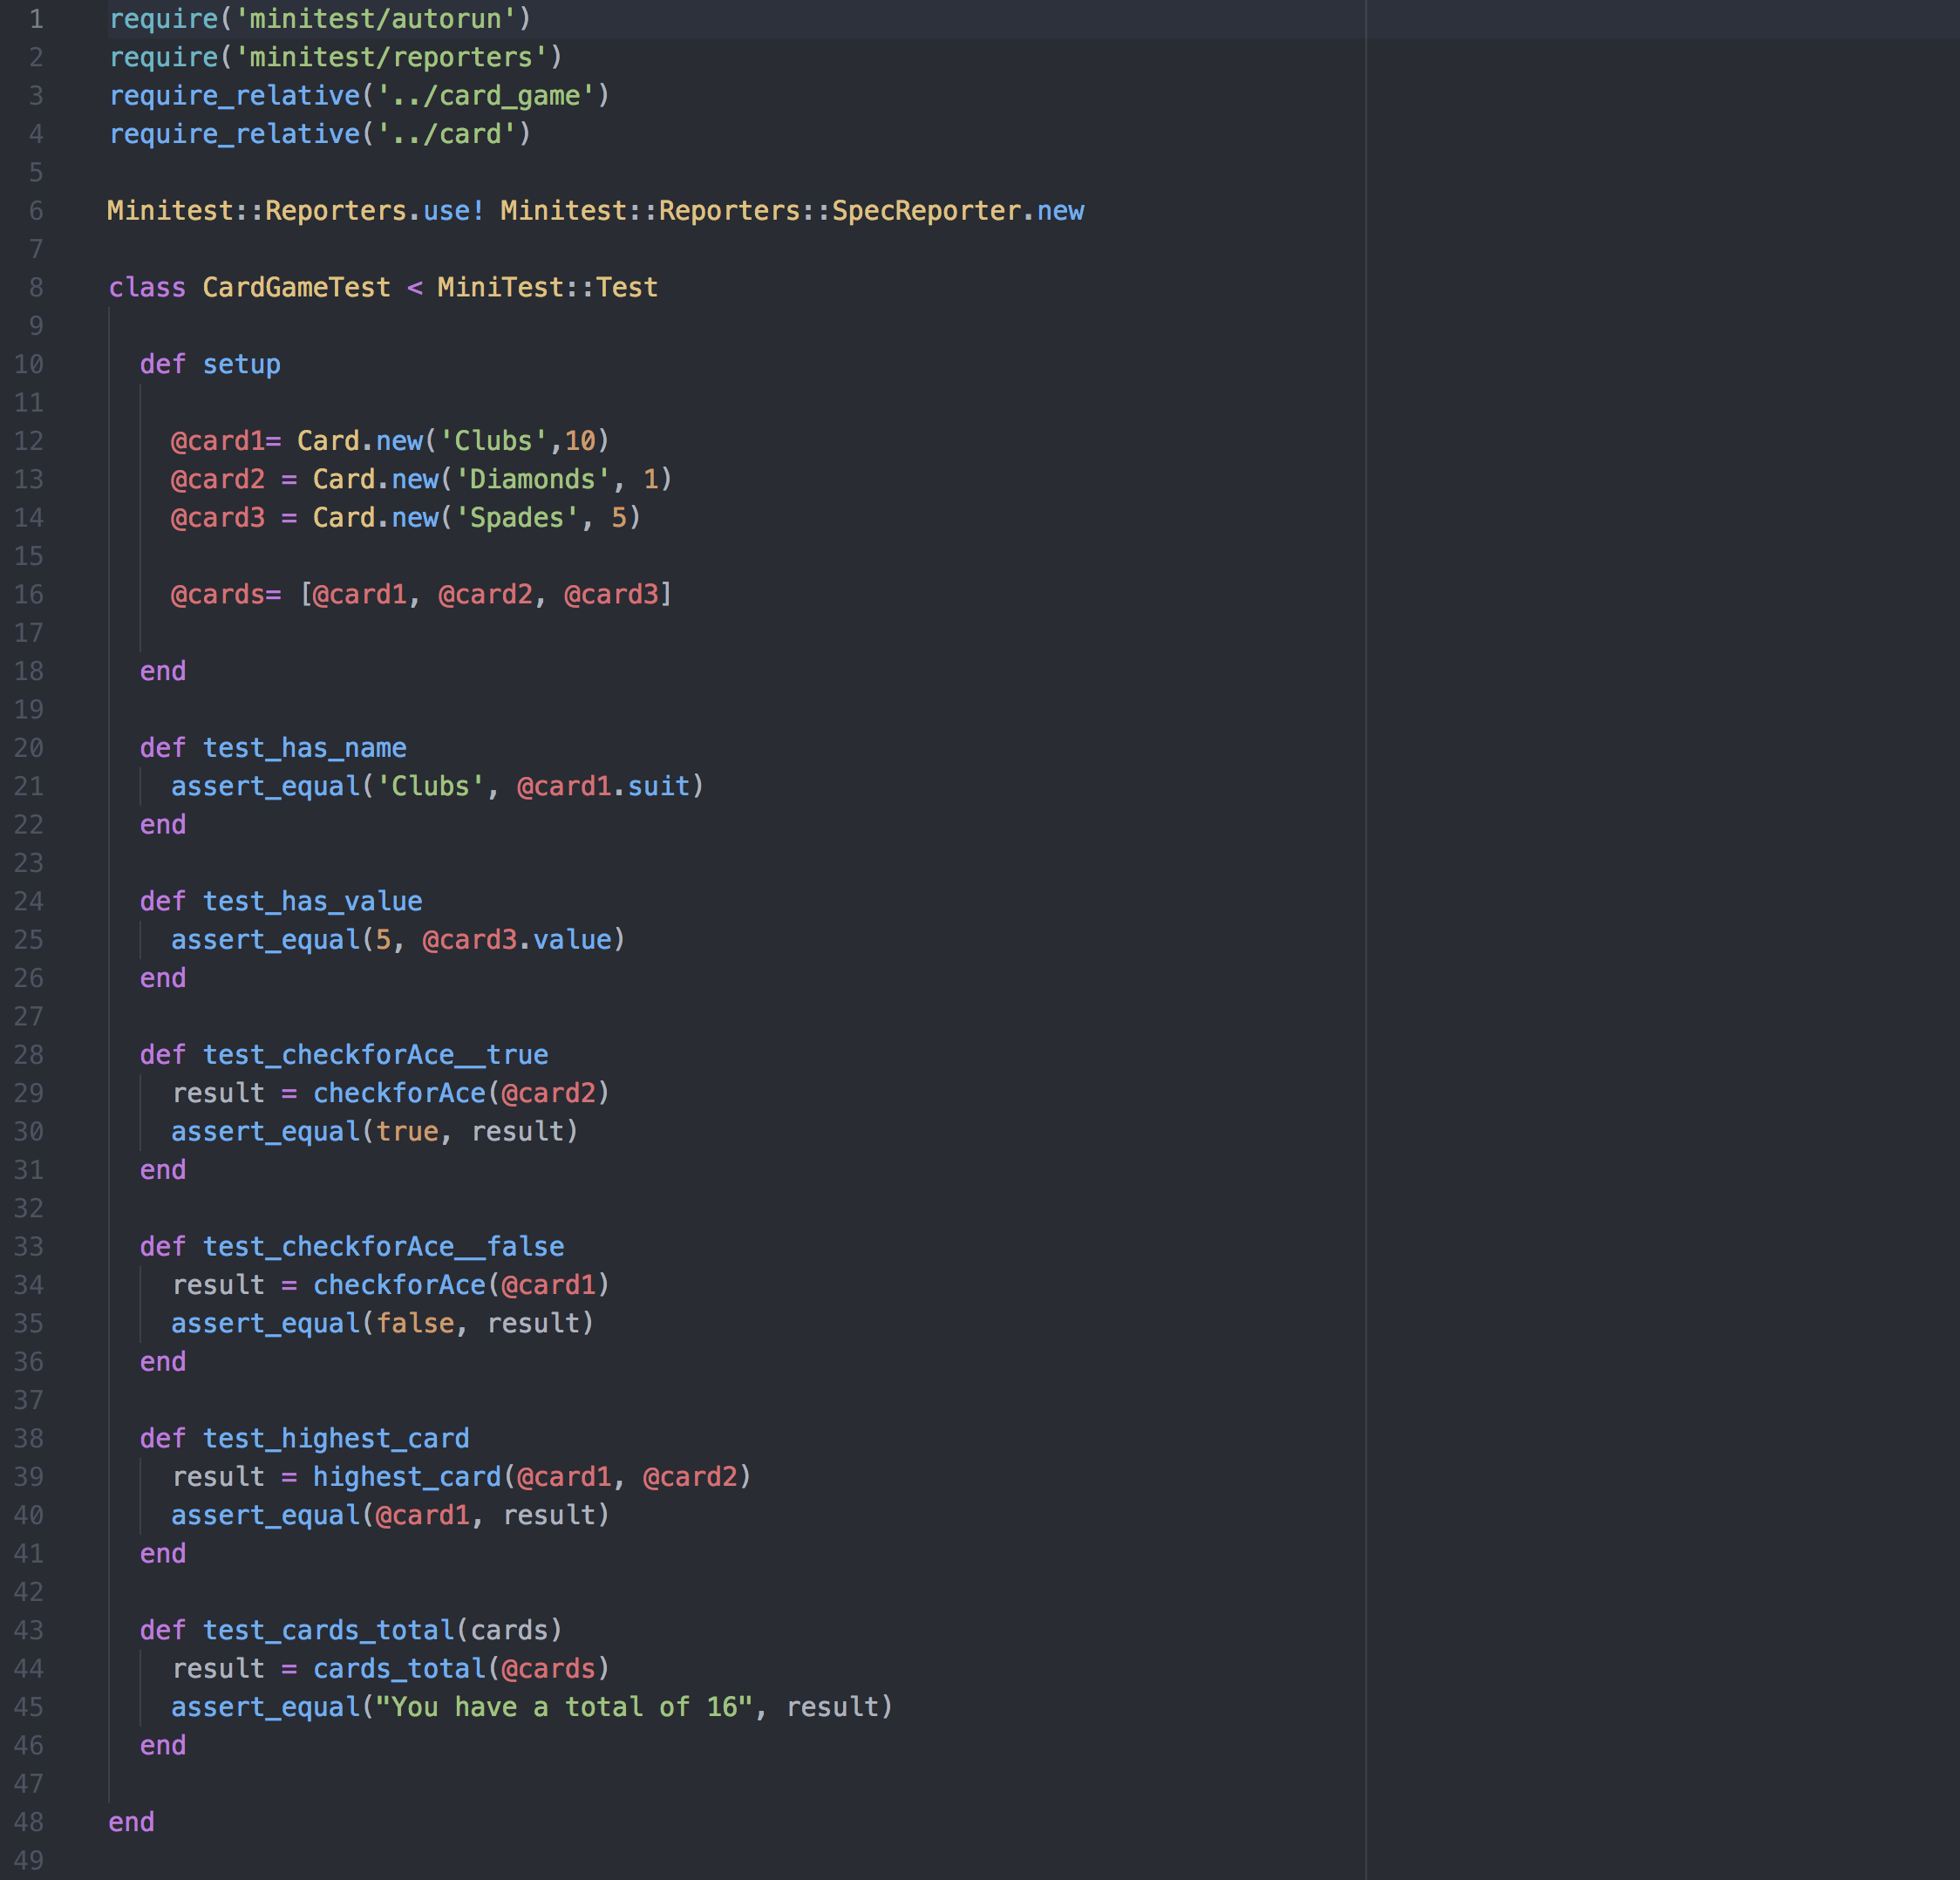 1 require('minitest/autorun')
2 require('minitest/reporters')
3 require_relative('../card_game')
4 require_relative('../card')
5
6 Minitest::Reporters.use! Minitest::Reporters::SpecReporter.new
7
8 class CardGameTest < MiniTest::Test
9
10   def setup
11
12     @card1= Card.new('Clubs',10)
13     @card2 = Card.new('Diamonds', 1)
14     @card3 = Card.new('Spades', 5)
15
16     @cards= [@card1, @card2, @card3]
17
18   end
19
20   def test_has_name
21     assert_equal('Clubs', @card1.suit)
22   end
23
24   def test_has_value
25     assert_equal(5, @card3.value)
26   end
27
28   def test_checkforAce__true
29     result = checkforAce(@card2)
30     assert_equal(true, result)
31   end
32
33   def test_checkforAce__false
34     result = checkforAce(@card1)
35     assert_equal(false, result)
36   end
37
38   def test_highest_card
39     result = highest_card(@card1, @card2)
40     assert_equal(@card1, result)
41   end
42
43   def test_cards_total(cards)
44     result = cards_total(@cards)
45     assert_equal("You have a total of 16", result)
46   end
47
48 end
49